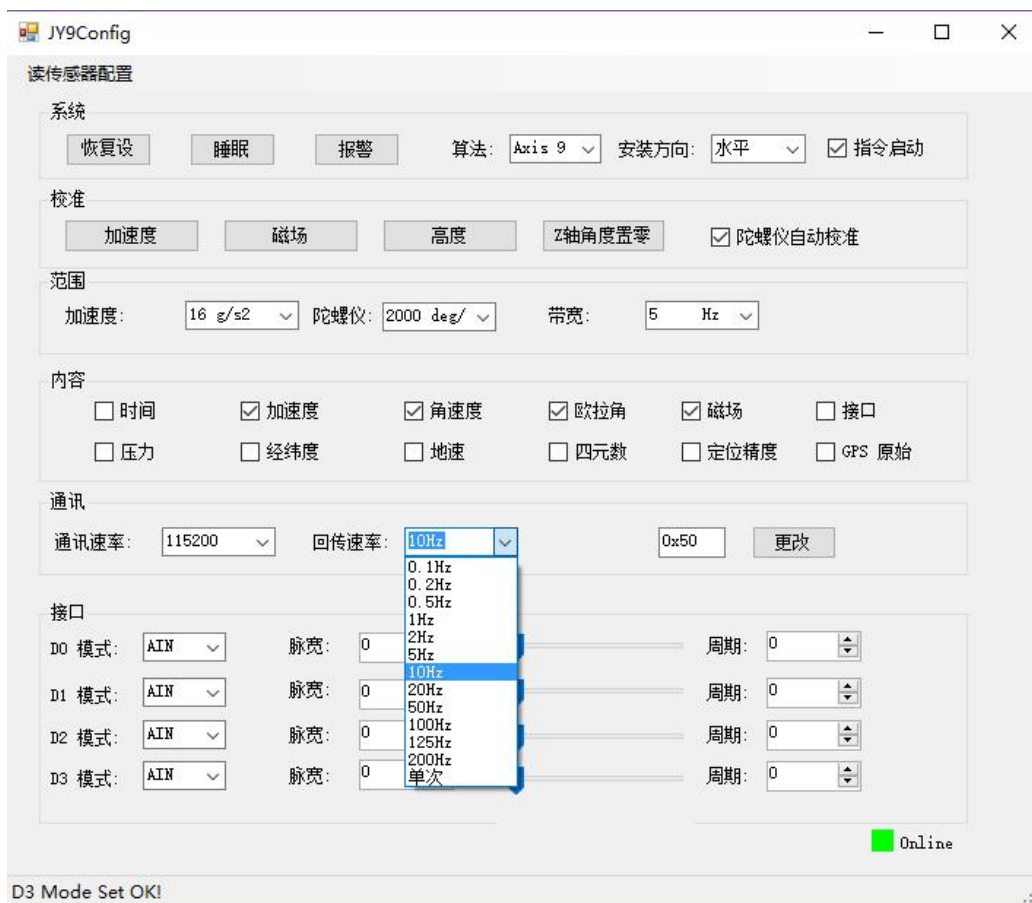 JY9Config
读传感器配置
系统
恢复设 睡眠 报警 算法: Axis 9 安装方向: 水平 指令启动
校准
加速度 磁场 高度 Z轴角度置零 陀螺仪自动校准
范围
加速度: 16 g/s2 陀螺仪: 2000 deg/ 带宽: 5 Hz
内容
时间 加速度 角速度 欧拉角 磁场 接口
压力 经纬度 地速 四元数 定位精度 GPS 原始
通讯
通讯速率: 115200 回传速率: 10Hz 0x50 更改
0.1Hz
0.2Hz
0.5Hz
1Hz
2Hz
5Hz
10Hz
20Hz
50Hz
100Hz
125Hz
200Hz
单次
接口
D0 模式: AIN 脉宽: 0 周期: 0
D1 模式: AIN 脉宽: 0 周期: 0
D2 模式: AIN 脉宽: 0 周期: 0
D3 模式: AIN 脉宽: 0 周期: 0
Online
D3 Mode Set OK!